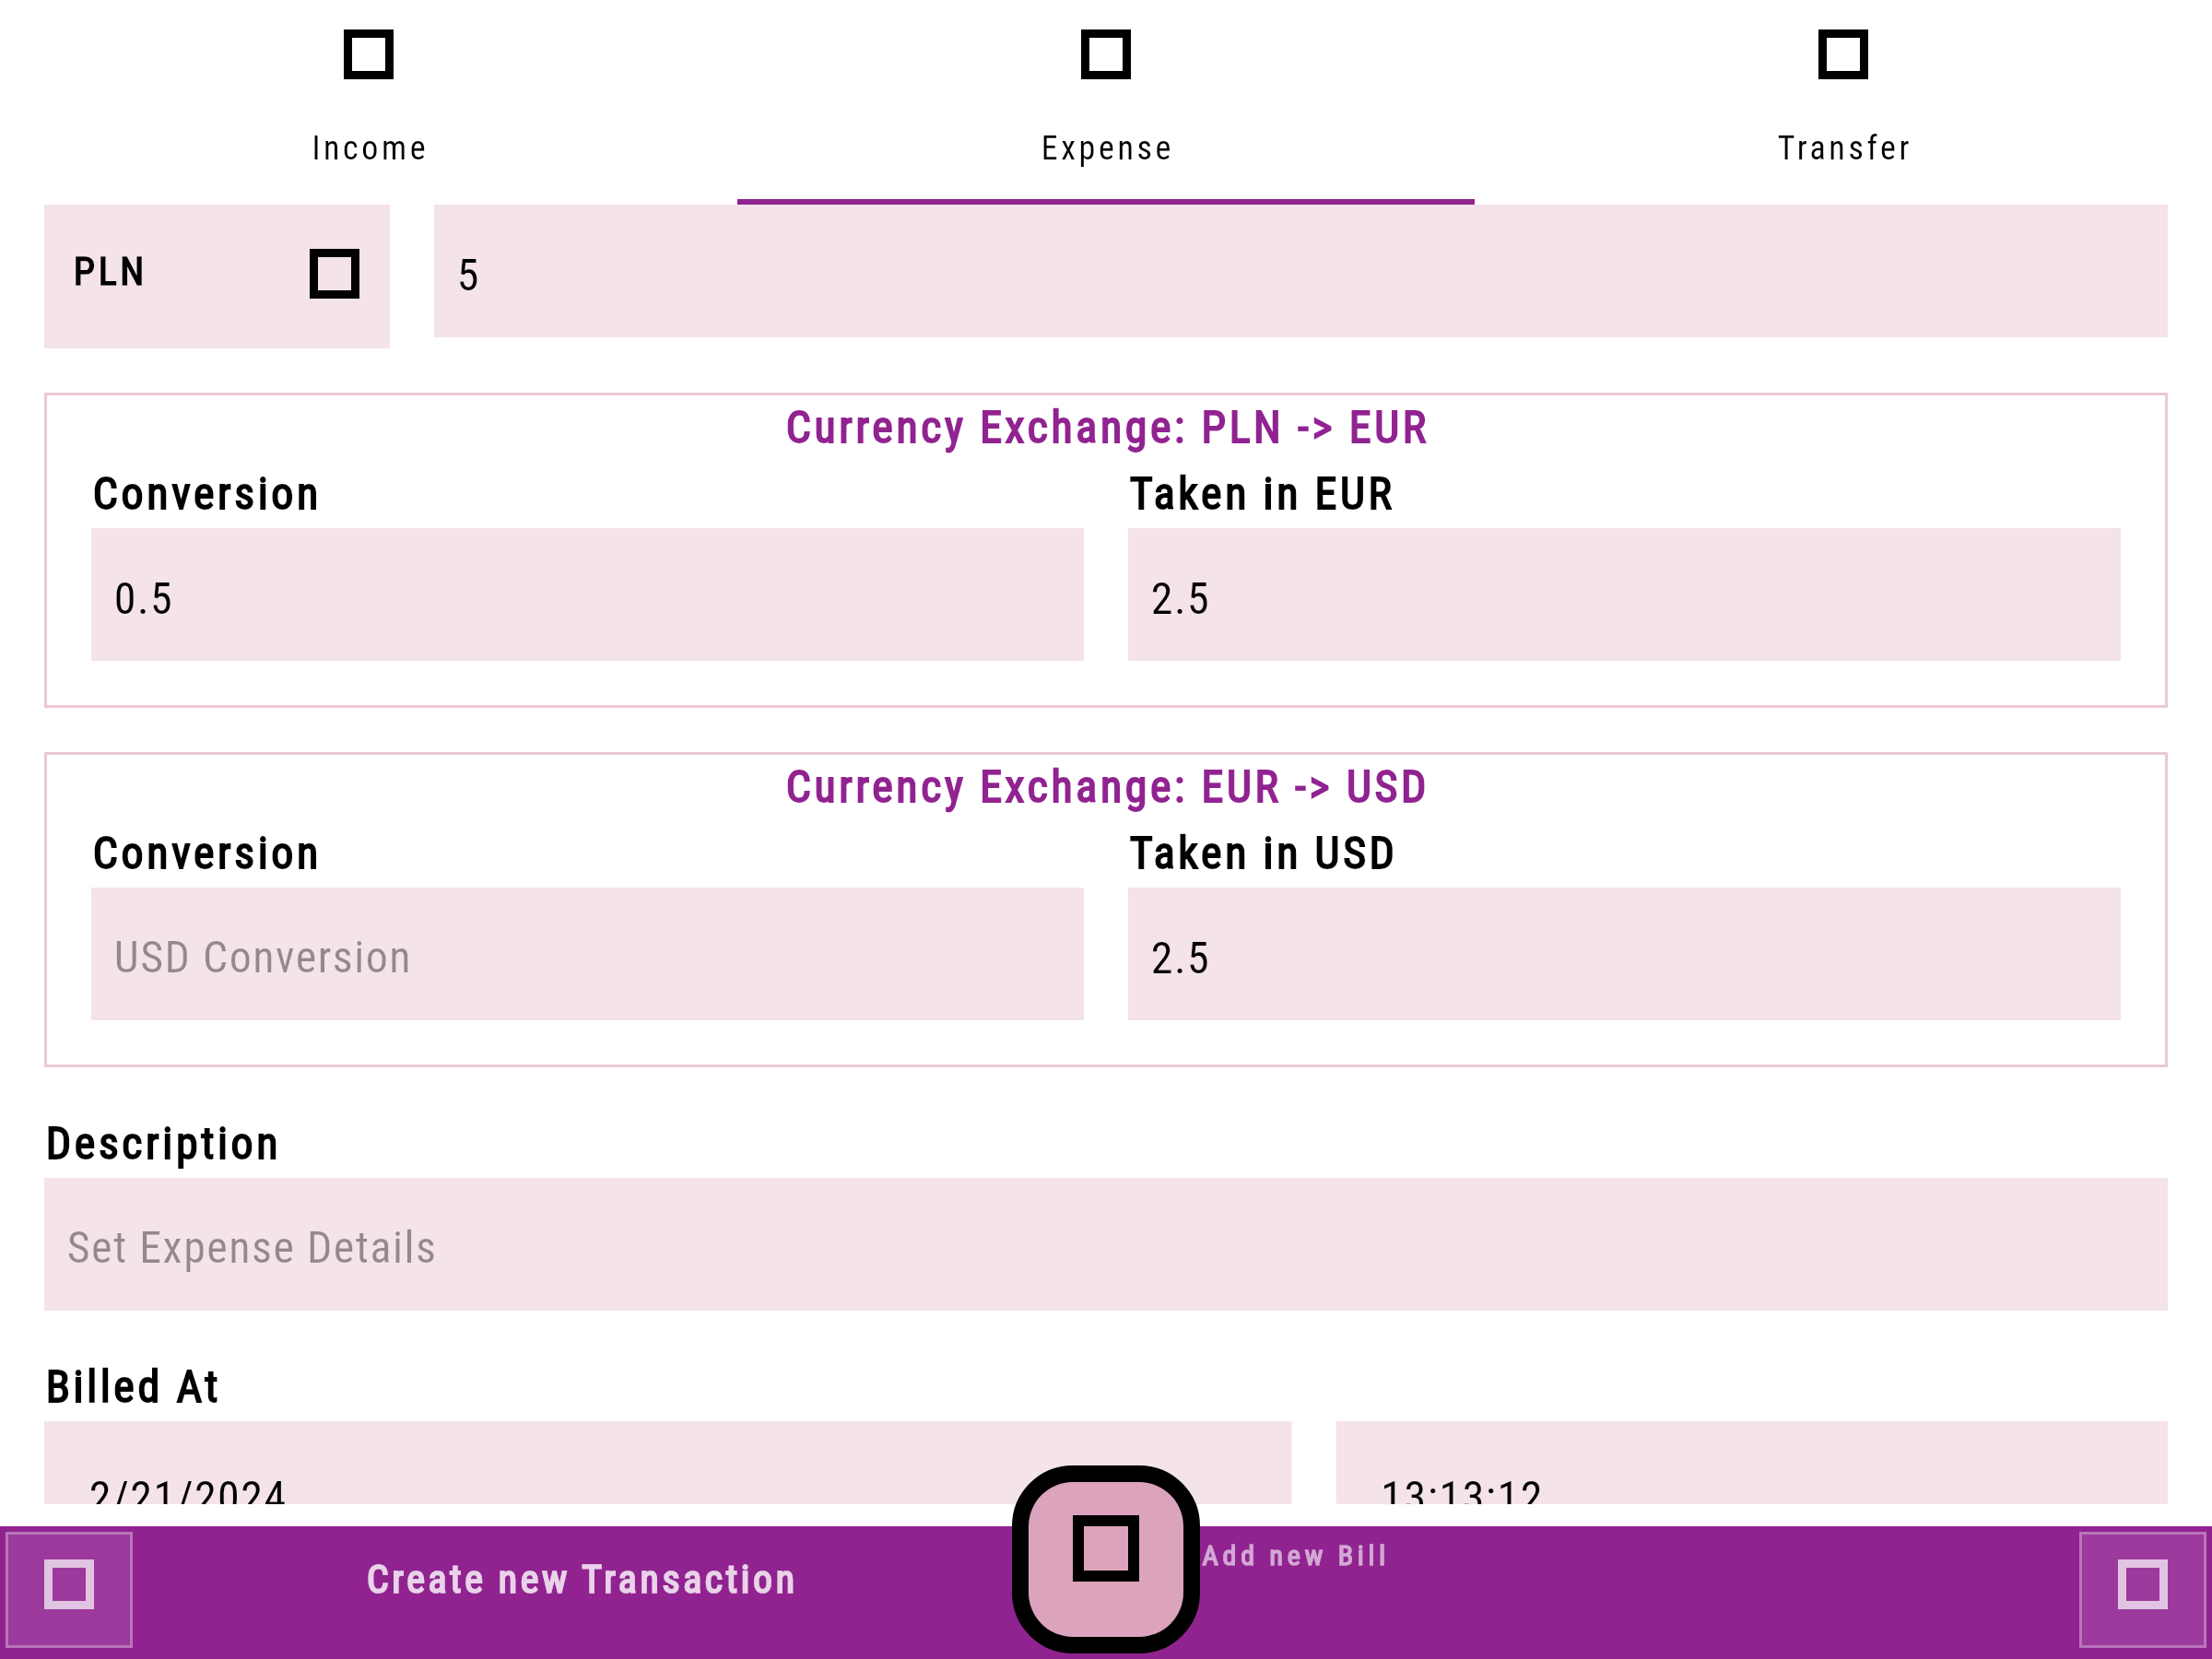 Income
Expense
Transfer
PLN
5
Currency Exchange: PLN -> EUR
Conversion
Taken in EUR
0.5
2.5
Currency Exchange: EUR -> USD
Conversion
Taken in USD
USD Conversion
2.5
Description
Set Expense Details
Billed At
2/21/2024
13:13:12
Create new Transaction
Add new Bill